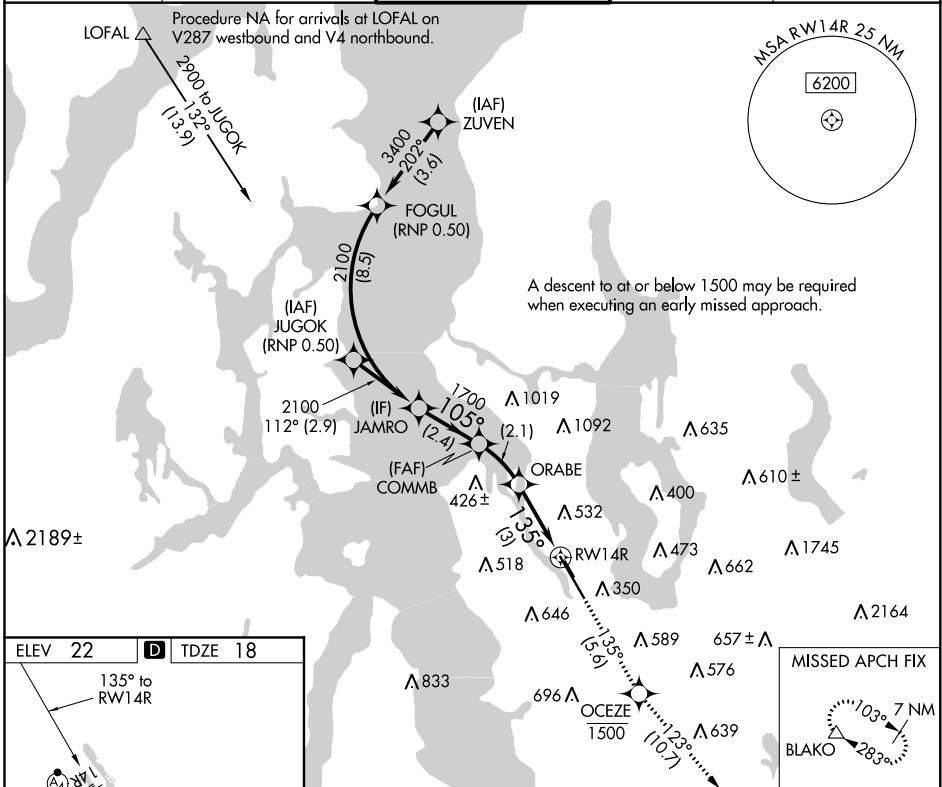 Procedure NA for arrivals at LOFAL on
V287 westbound and V4 northbound.
LOFAL
2900 to JUGOK
132°
(13.9)
MSA RW14R 25 NM
6200
(IAF)
ZUVEN
3400
202°
(3.6)
FOGUL
(RNP 0.50)
2100
(8.5)
A descent to at or below 1500 may be required
when executing an early missed approach.
(IAF)
JUGOK
(RNP 0.50)
2100
112° (2.9)
(IF)
JAMRO
1700
105°
(2.4)
(2.1)
(FAF)
COMMB
ORABE
135°
(3)
RW14R
1019
1092
635
426±
400
610±
532
2189±
518
473
662
1745
350
646
589
657±
2164
135°
(5.6)
576
833
696
OCEZE
1500
639
123°
(10.7)
ELEV 22
D
TDZE 18
135° to
RW14R
A
14R
MISSED APCH FIX
103°
7 NM
BLAKO
283°